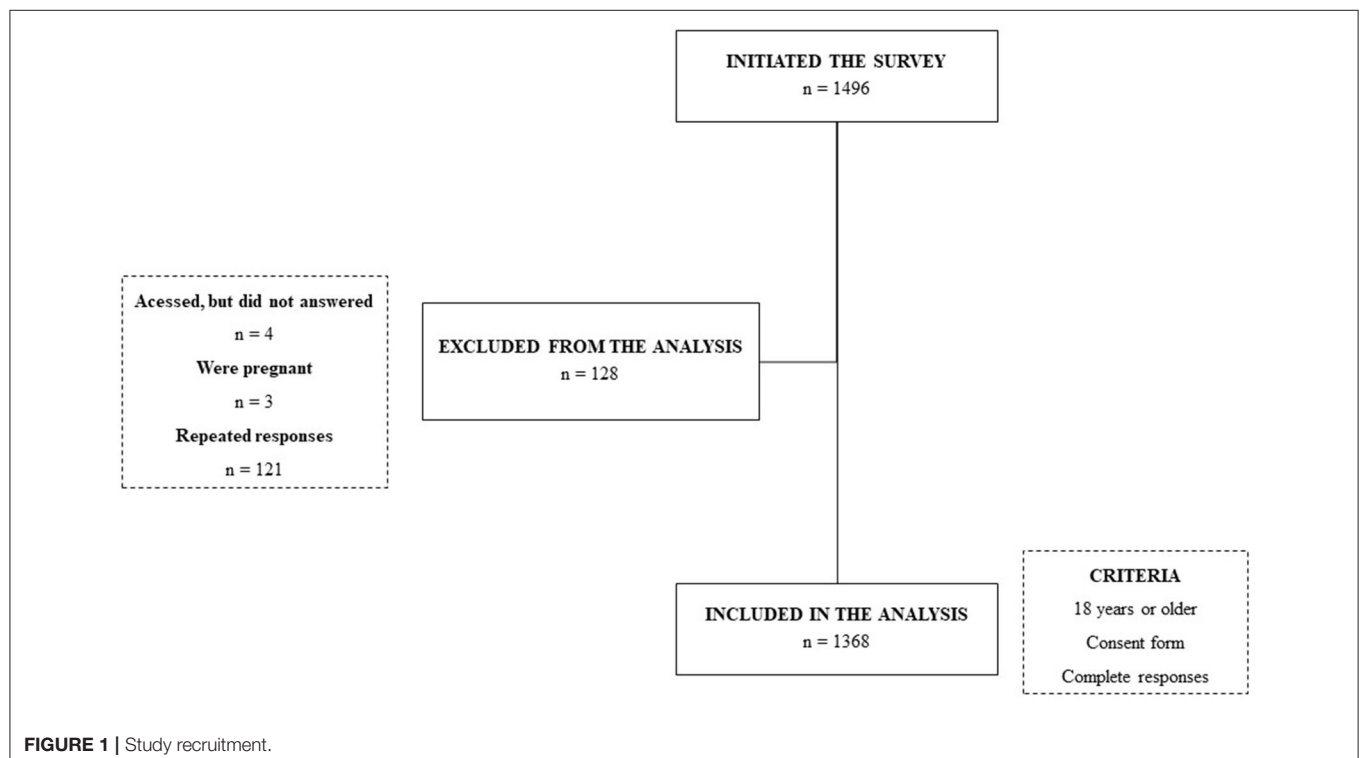 INITIATED THE SURVEY
n = 1496
Acessed, but did not answered
n = 4
Were pregnant
n = 3
Repeated responses
n = 121
EXCLUDED FROM THE ANALYSIS
n = 128
INCLUDED IN THE ANALYSIS
n = 1368
CRITERIA
18 years or older
Consent form
Complete responses
FIGURE 1 | Study recruitment.